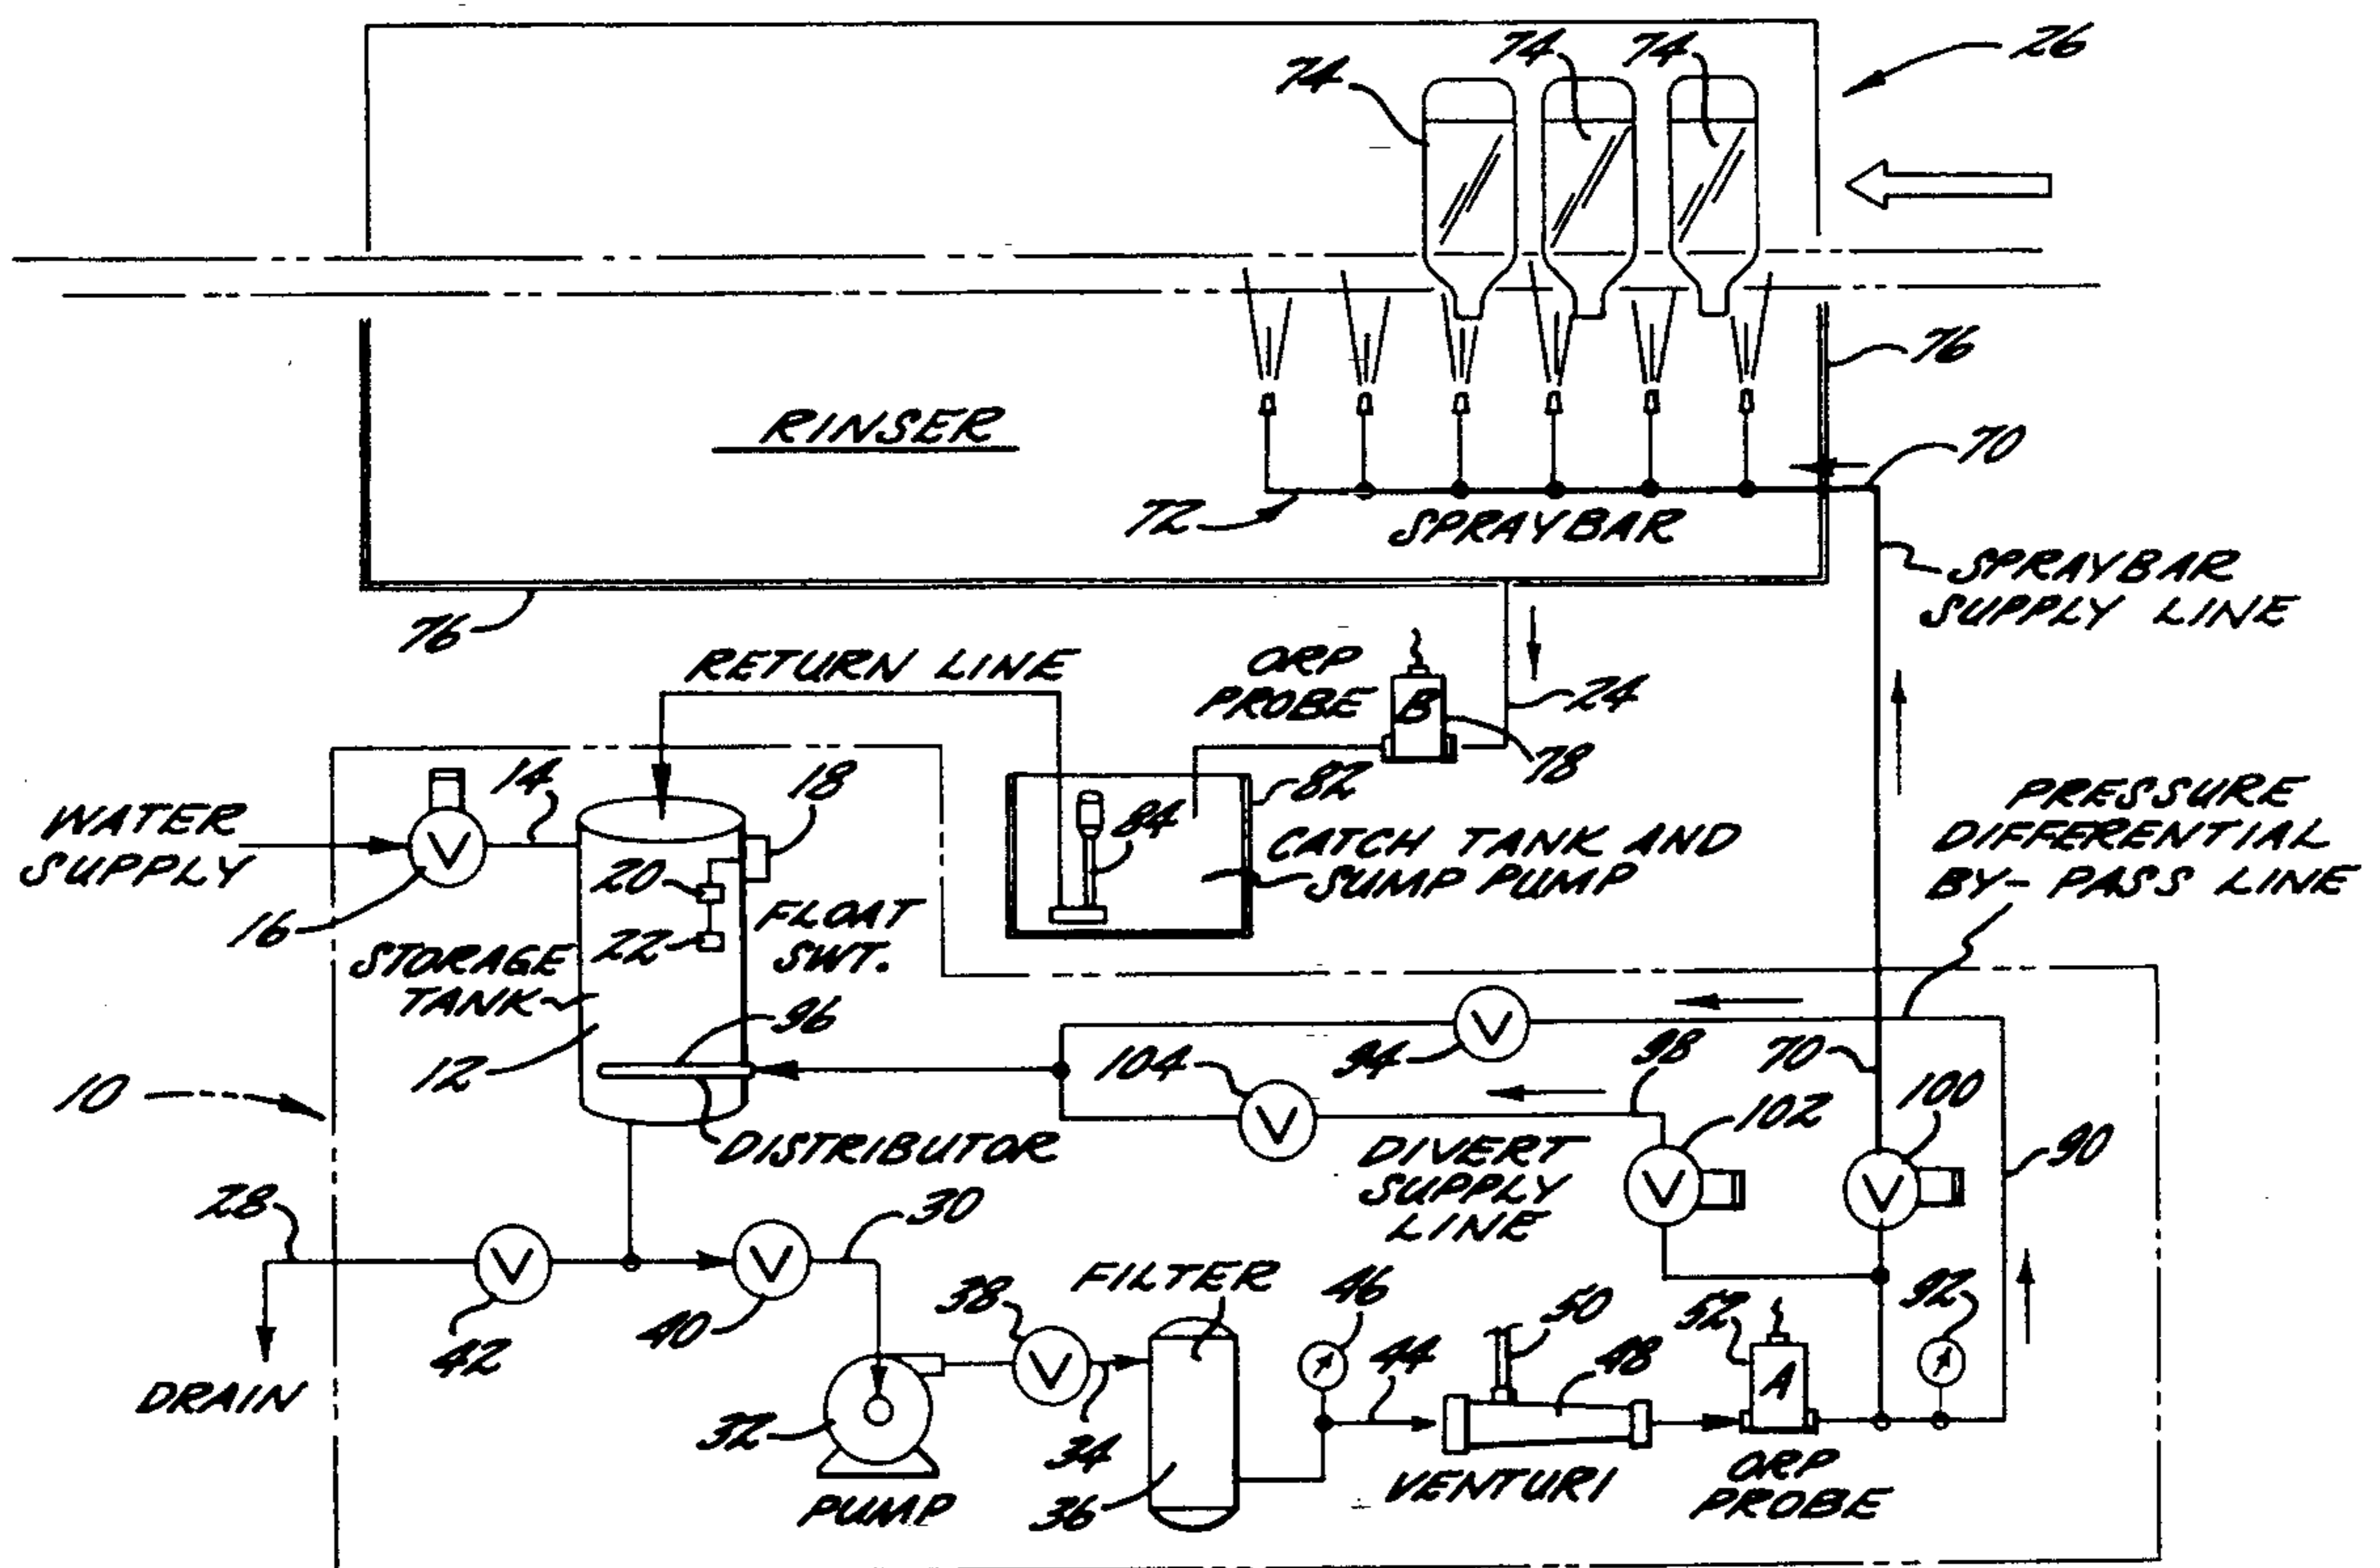 74
74
74
26
RINSER
76
70
72
SPRAYBAR
SPRAYBAR
SUPPLY LINE
76
RETURN LINE
ORP
PROBE
B
24
78
14
18
82
WATER
SUPPLY
V
20
84
CATCH TANK AND
SUMP PUMP
PRESSURE
DIFFERENTIAL
BY-PASS LINE
16
22
FLOAT
SWT.
STORAGE
TANK
96
V
94
98
70
12
104
V
100
10
102
DISTRIBUTOR
DIVERT
SUPPLY
LINE
V
V
90
28
30
V
V
42
40
38
V
FILTER
46
50
52
92
DRAIN
44
48
A
32
34
36
PUMP
VENTURI
ORP
PROBE